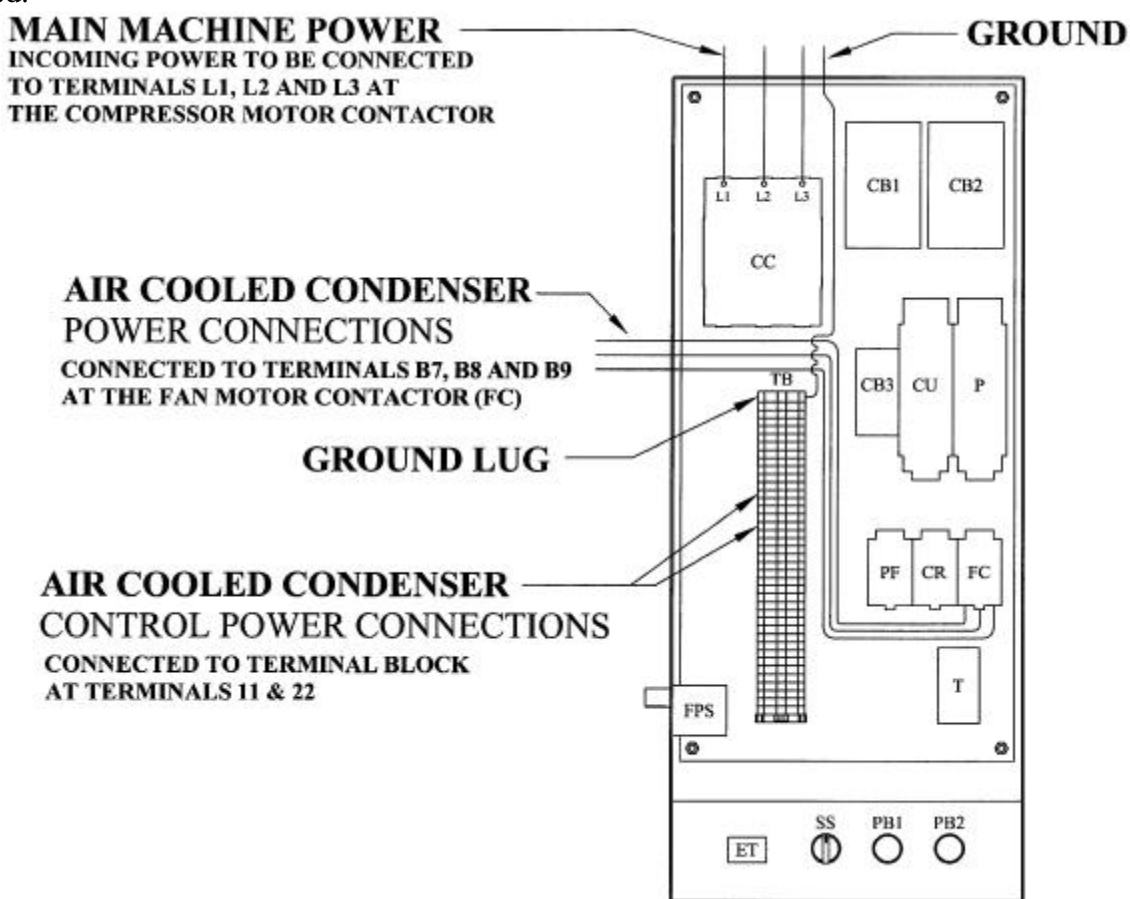 MAIN MACHINE POWER
INCOMING POWER TO BE CONNECTED
TO TERMINALS L1, L2 AND L3 AT
THE COMPRESSOR MOTOR CONTACTOR
GROUND
L1 L2 L3
CC
CB1 CB2
AIR COOLED CONDENSER
POWER CONNECTIONS
CONNECTED TO TERMINALS B7, B8 AND B9
AT THE FAN MOTOR CONTACTOR (FC)
TB
CB3 CU P
GROUND LUG
PF CR FC
AIR COOLED CONDENSER
CONTROL POWER CONNECTIONS
CONNECTED TO TERMINAL BLOCK
AT TERMINALS 11 & 22
T
FPS
SS PB1 PB2
ET